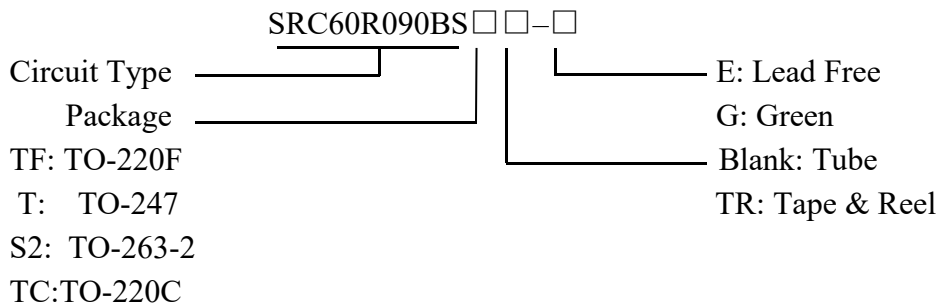 SRC60R090BS□ □–□
Circuit Type
Package
TF: TO-220F
T: TO-247
S2: TO-263-2
TC:TO-220C
E: Lead Free
G: Green
Blank: Tube
TR: Tape & Reel